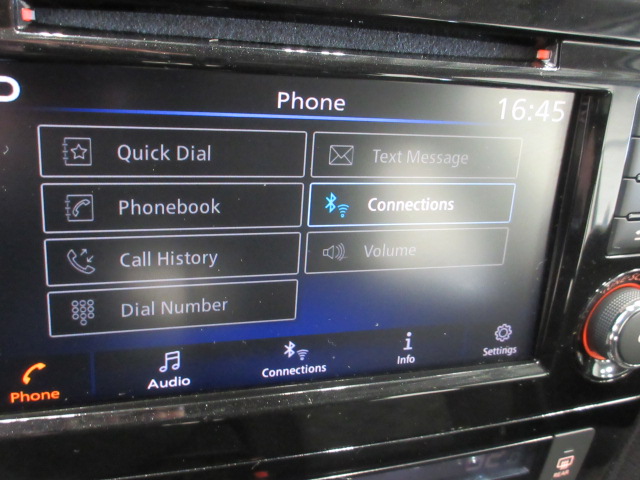 Phone
16:45
Quick Dial
Text Message
Phonebook
Connections
Call History
Volume
Dial Number
Phone
Audio
Connections
Info
Settings
REAR